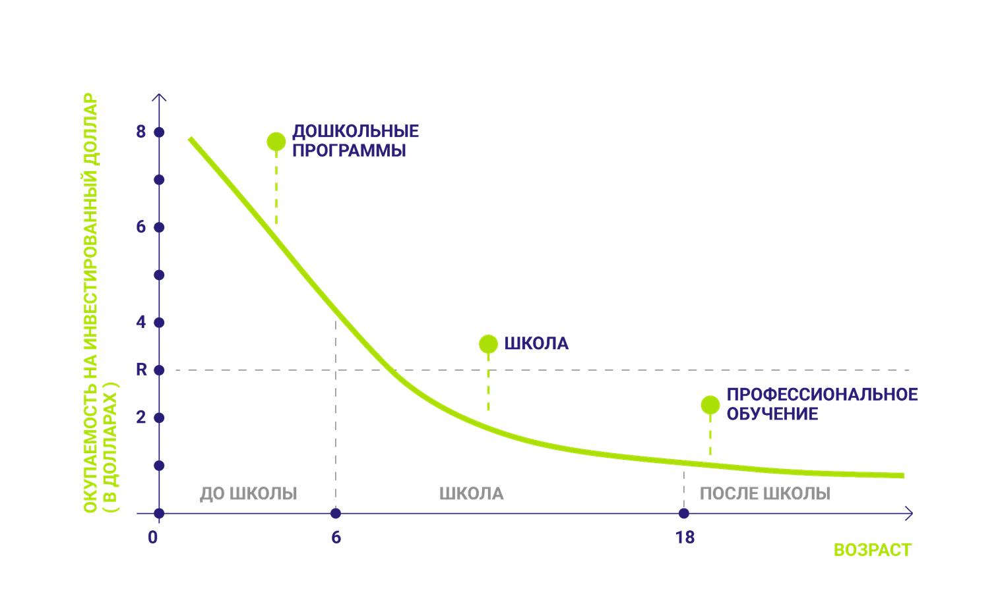 ОКУПАЕМОСТЬ НА ИНВЕСТИРОВАННЫЙ ДОЛЛАР
( В ДОЛЛАРАХ )
8
6
4
R
2
ДОШКОЛЬНЫЕ
ПРОГРАММЫ
ШКОЛА
ПРОФЕССИОНАЛЬНОЕ
ОБУЧЕНИЕ
ДО ШКОЛЫ
ШКОЛА
ПОСЛЕ ШКОЛЫ
0
6
18
ВОЗРАСТ